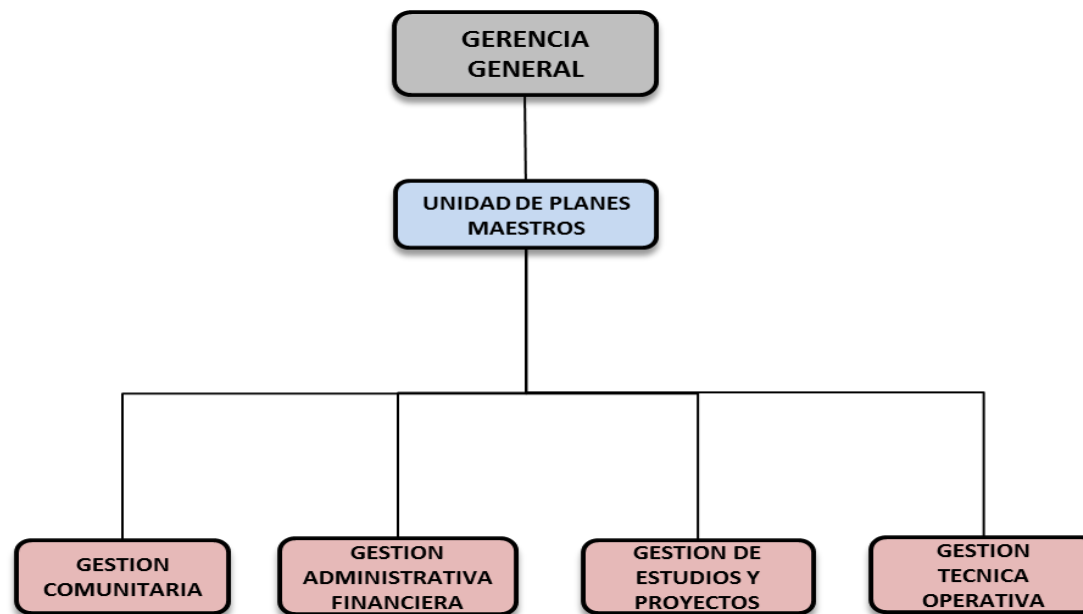 GERENCIA
GENERAL
UNIDAD DE PLANES
MAESTROS
GESTION
COMUNITARIA
GESTION
ADMINISTRATIVA
FINANCIERA
GESTION DE
ESTUDIOS Y
PROYECTOS
GESTION
TECNICA
OPERATIVA